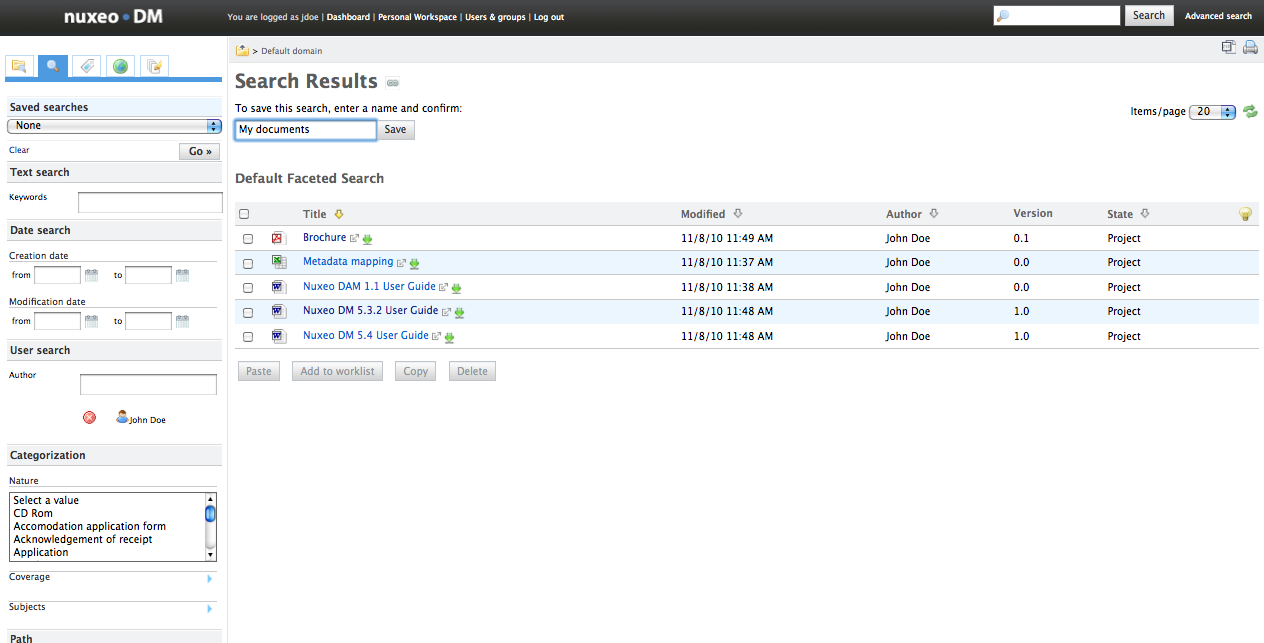 nuxeo DM
You are logged as jdoe | Dashboard | Personal Workspace | Users & groups | Log out
Search
Advanced search
> Default domain
Saved searches
None
Clear
Go »
Text search
Keywords
Date search
Creation date
from to
Modification date
from to
User search
Author
John Doe
Categorization
Nature
Select a value
CD Rom
Accomodation application form
Acknowledgement of receipt
Application
Coverage
Subjects
Path
Search Results
To save this search, enter a name and confirm:
My documents Save
Items/page 20
Default Faceted Search
Title Modified Author Version State
Brochure 11/8/10 11:49 AM John Doe 0.1 Project
Metadata mapping 11/8/10 11:37 AM John Doe 0.0 Project
Nuxeo DAM 1.1 User Guide 11/8/10 11:38 AM John Doe 0.0 Project
Nuxeo DM 5.3.2 User Guide 11/8/10 11:48 AM John Doe 1.0 Project
Nuxeo DM 5.4 User Guide 11/8/10 11:48 AM John Doe 1.0 Project
Paste Add to worklist Copy Delete